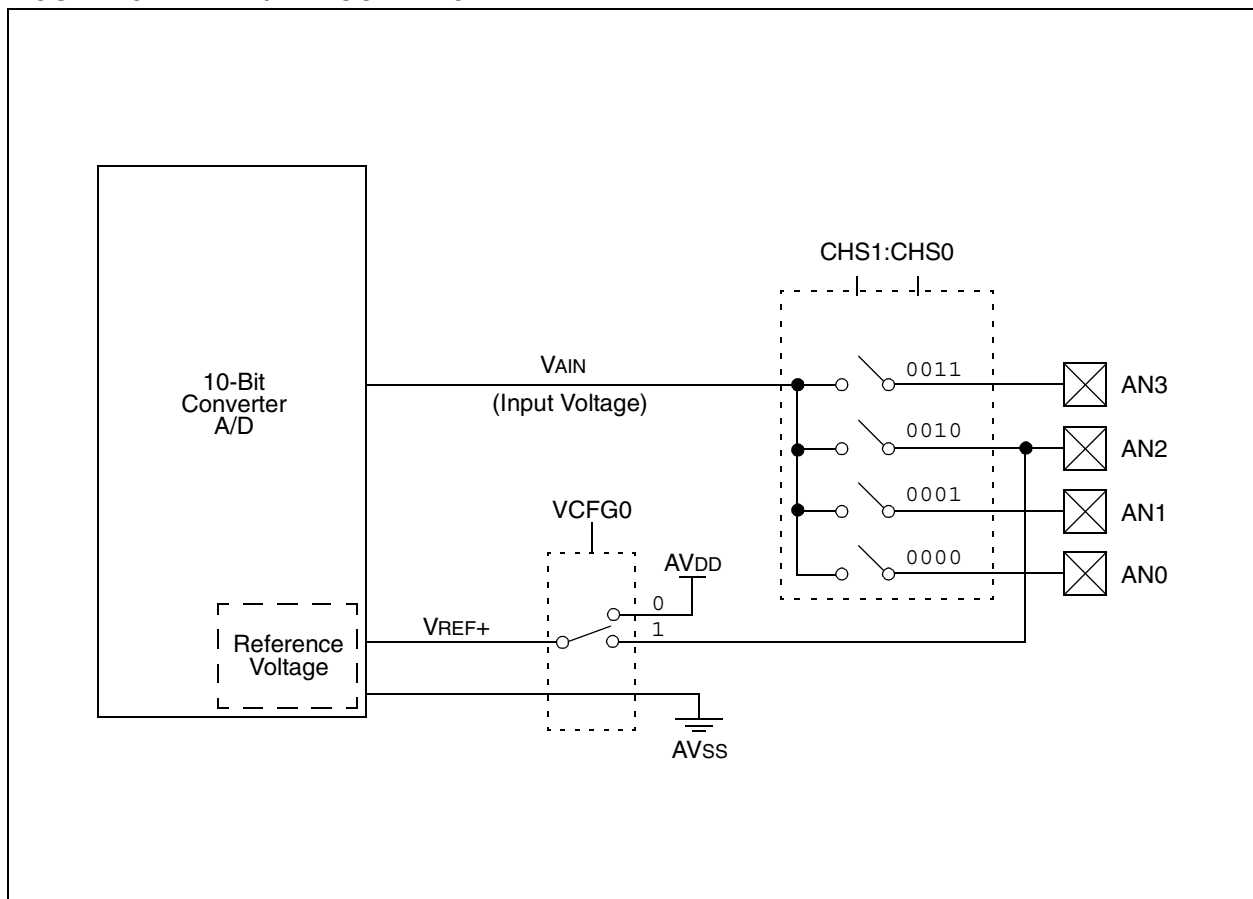 CHS1:CHS0
10-Bit
Converter
A/D
VAIN
(Input Voltage)
0011
AN3
0010
AN2
0001
AN1
0000
AN0
VCFG0
AVDD
0
1
VREF+
Reference
Voltage
AVSS